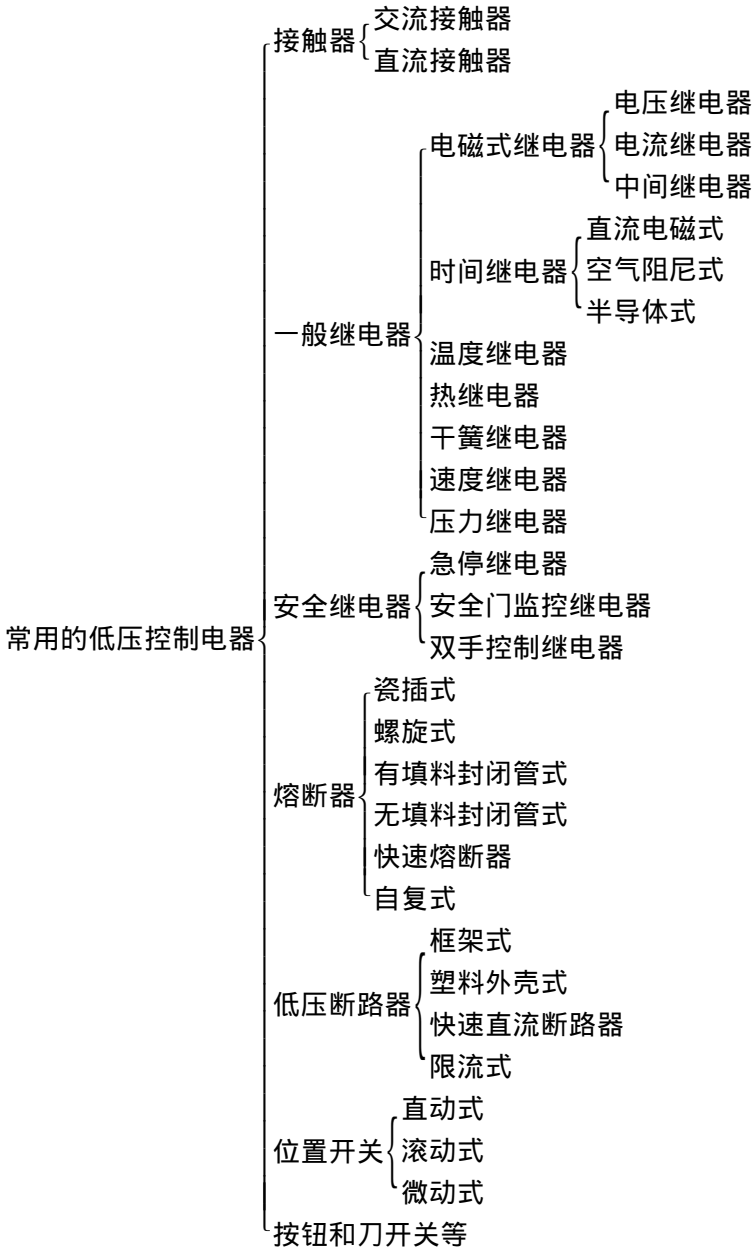 常用的低压控制电器
接触器
交流接触器
直流接触器
一般继电器
电磁式继电器
电压继电器
电流继电器
中间继电器
时间继电器
直流电磁式
空气阻尼式
半导体式
温度继电器
热继电器
干簧继电器
速度继电器
压力继电器
安全继电器
急停继电器
安全门监控继电器
双手控制继电器
熔断器
瓷插式
螺旋式
有填料封闭管式
无填料封闭管式
快速熔断器
自复式
低压断路器
框架式
塑料外壳式
快速直流断路器
限流式
位置开关
直动式
滚动式
微动式
按钮和刀开关等